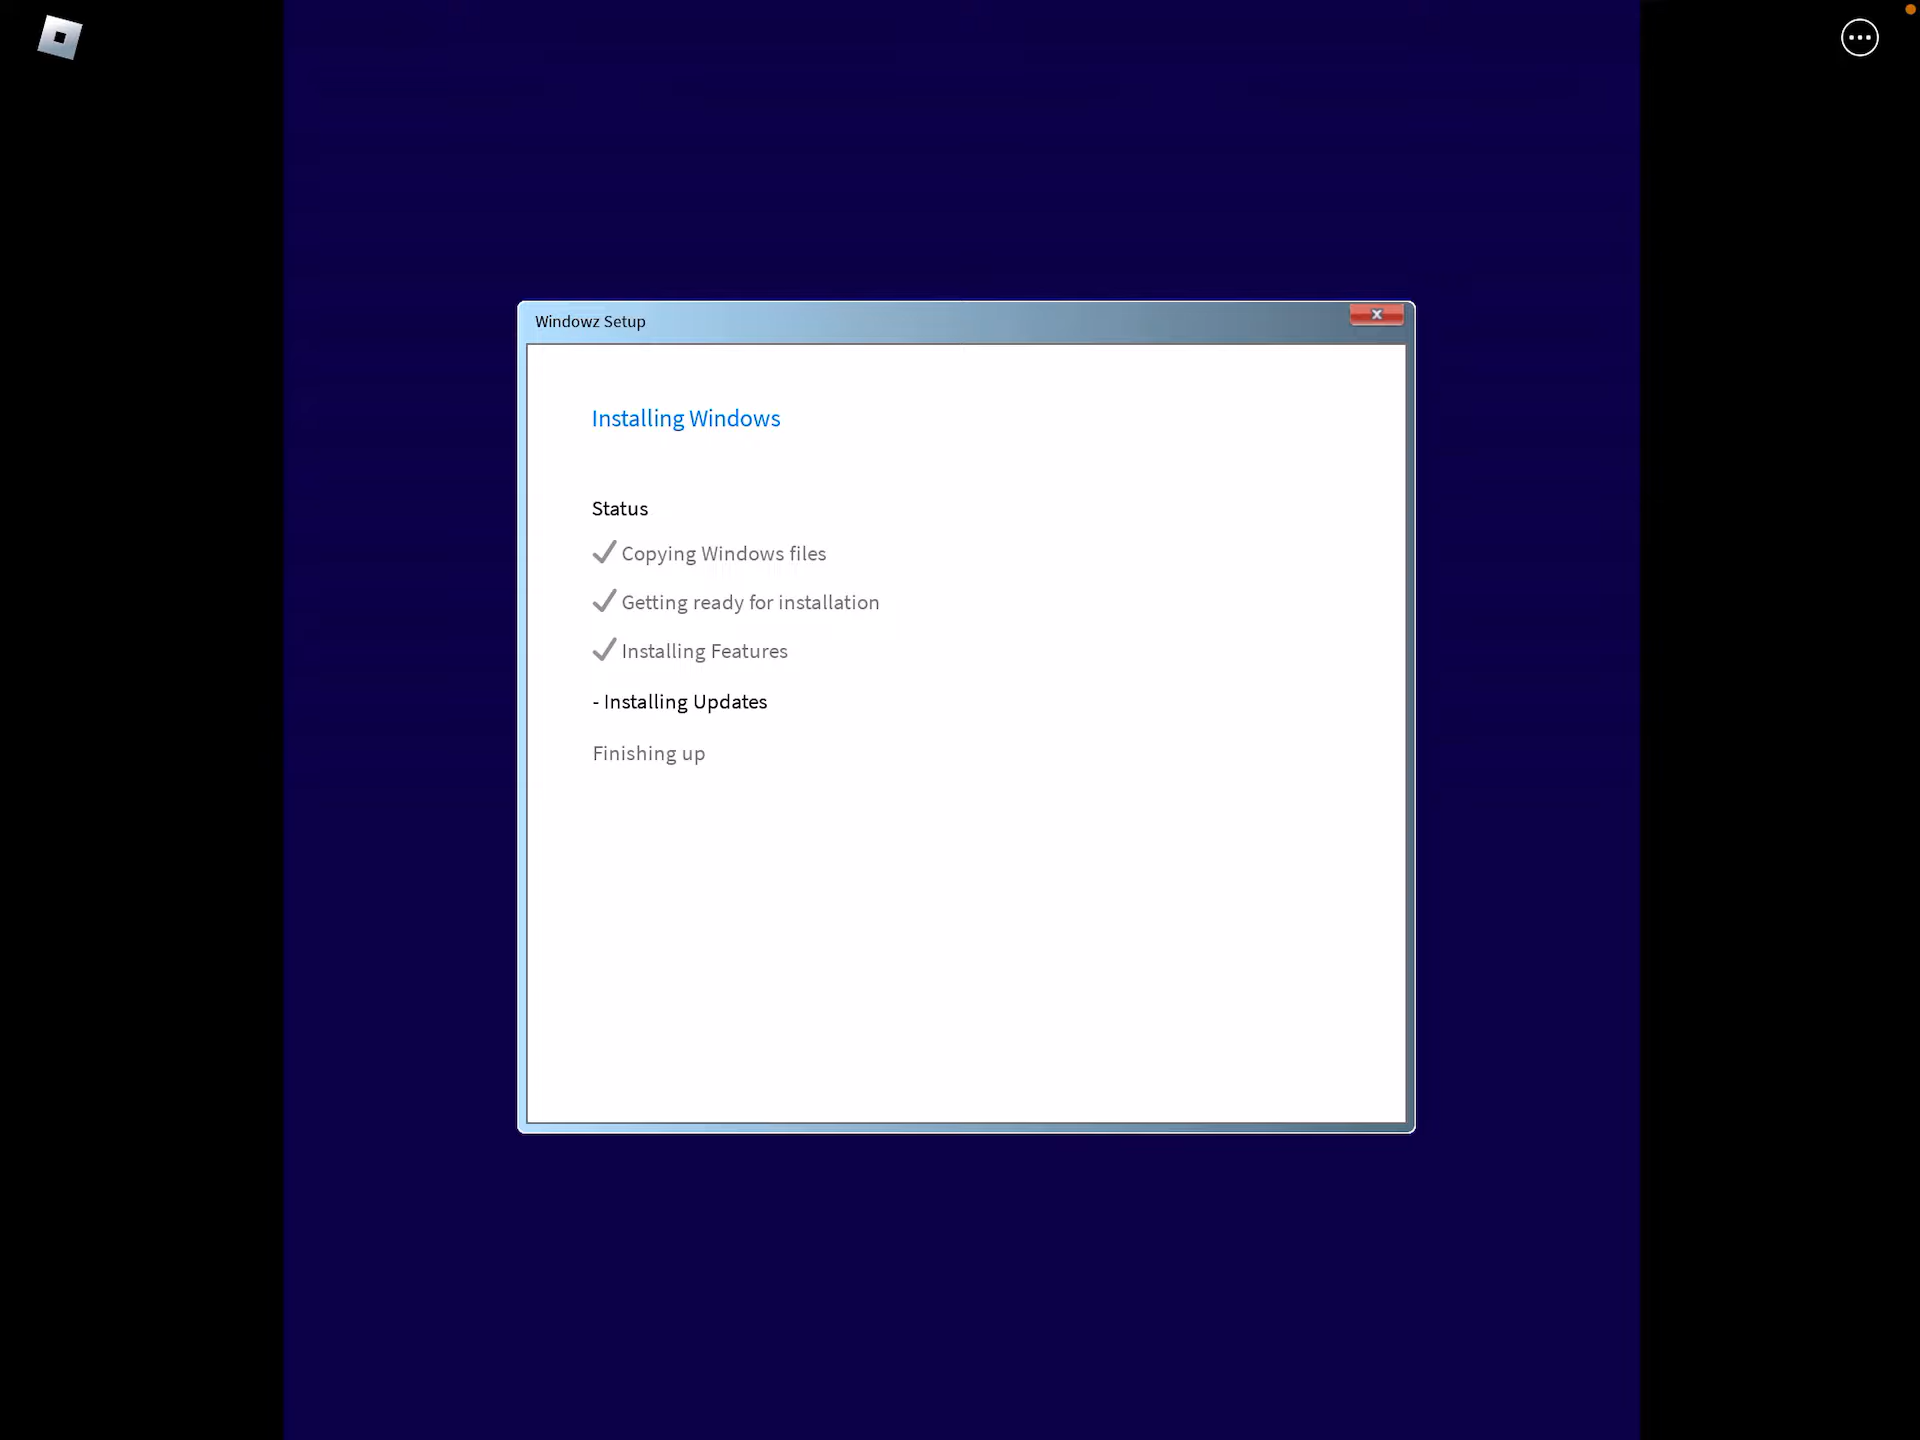 Windowz Setup
Installing Windows
Status
Copying Windows files
Getting ready for installation
Installing Features
- Installing Updates
Finishing up